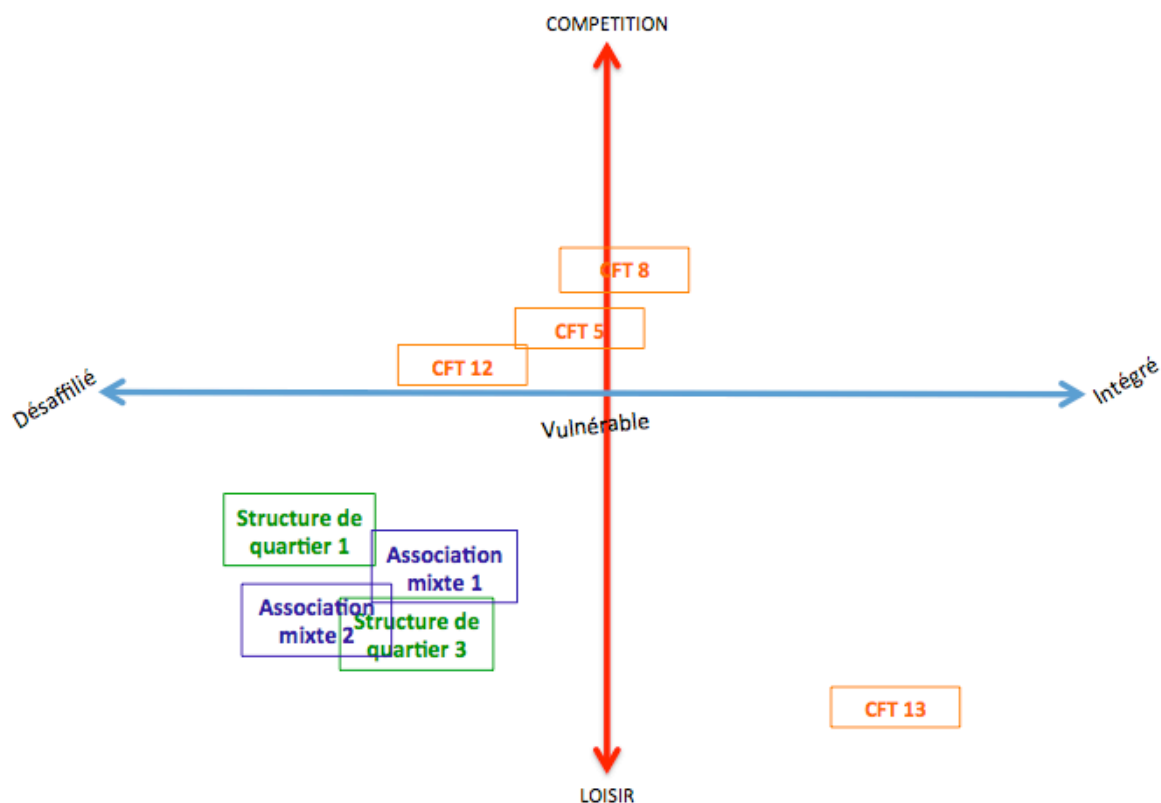 COMPETITION
CFT 8
CFT 5
CFT 12
Désaffilié
Intégré
Vulnérable
Structure de
quartier 1
Association
mixte 1
Association
mixte 2
Structure de
quartier 3
CFT 13
LOISIR